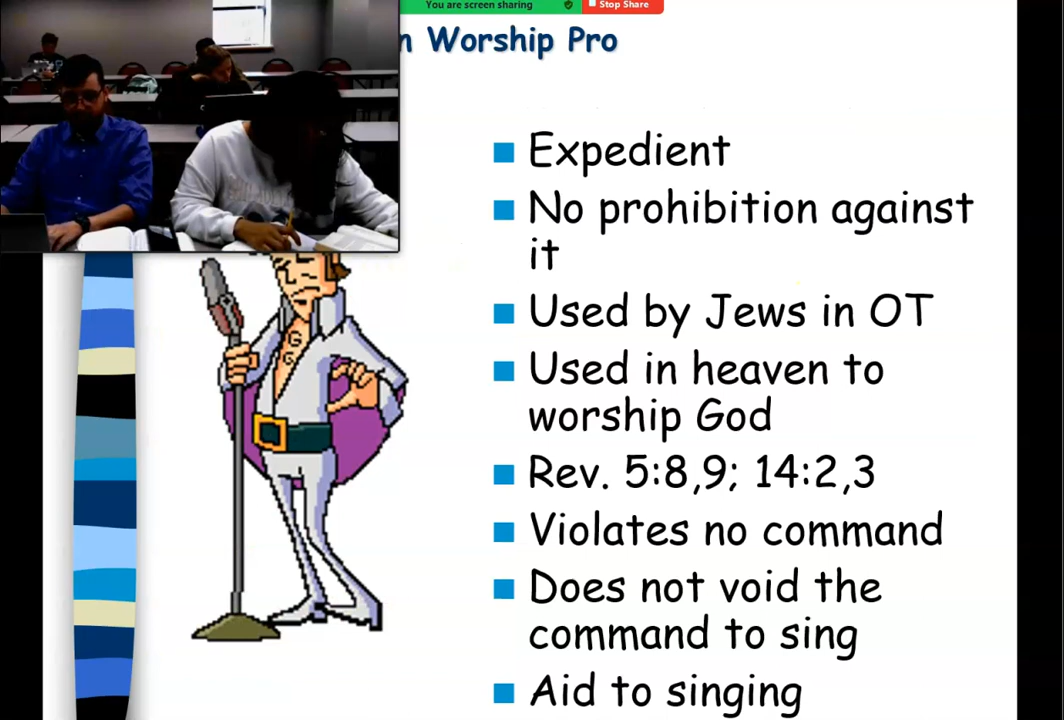 You are screen sharing
Stop Share
n Worship Pro
Expedient
No prohibition against
it
Used by Jews in OT
Used in heaven to
worship God
Rev. 5:8,9; 14:2,3
Violates no command
Does not void the
command to sing
Aid to singing